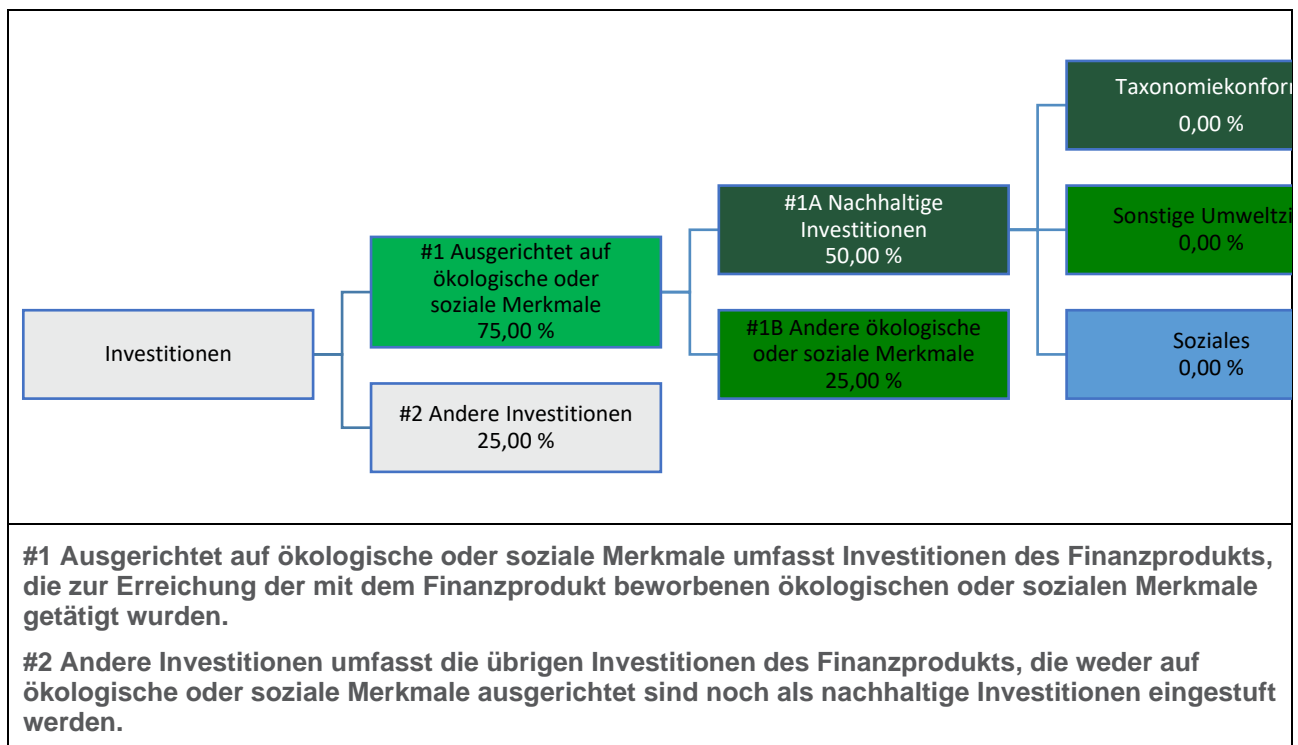 Investitionen
#1 Ausgerichtet auf
ökologische oder
soziale Merkmale
75,00 %
#2 Andere Investitionen
25,00 %
#1A Nachhaltige
Investitionen
50,00 %
#1B Andere ökologische
oder soziale Merkmale
25,00 %
Taxonomiekonfor
0,00 %
Sonstige Umweltzi
0,00 %
Soziales
0,00 %
#1 Ausgerichtet auf ökologische oder soziale Merkmale umfasst Investitionen des Finanzprodukts,
die zur Erreichung der mit dem Finanzprodukt beworbenen ökologischen oder sozialen Merkmale
getätigt wurden.
#2 Andere Investitionen umfasst die übrigen Investitionen des Finanzprodukts, die weder auf
ökologische oder soziale Merkmale ausgerichtet sind noch als nachhaltige Investitionen eingestuft
werden.